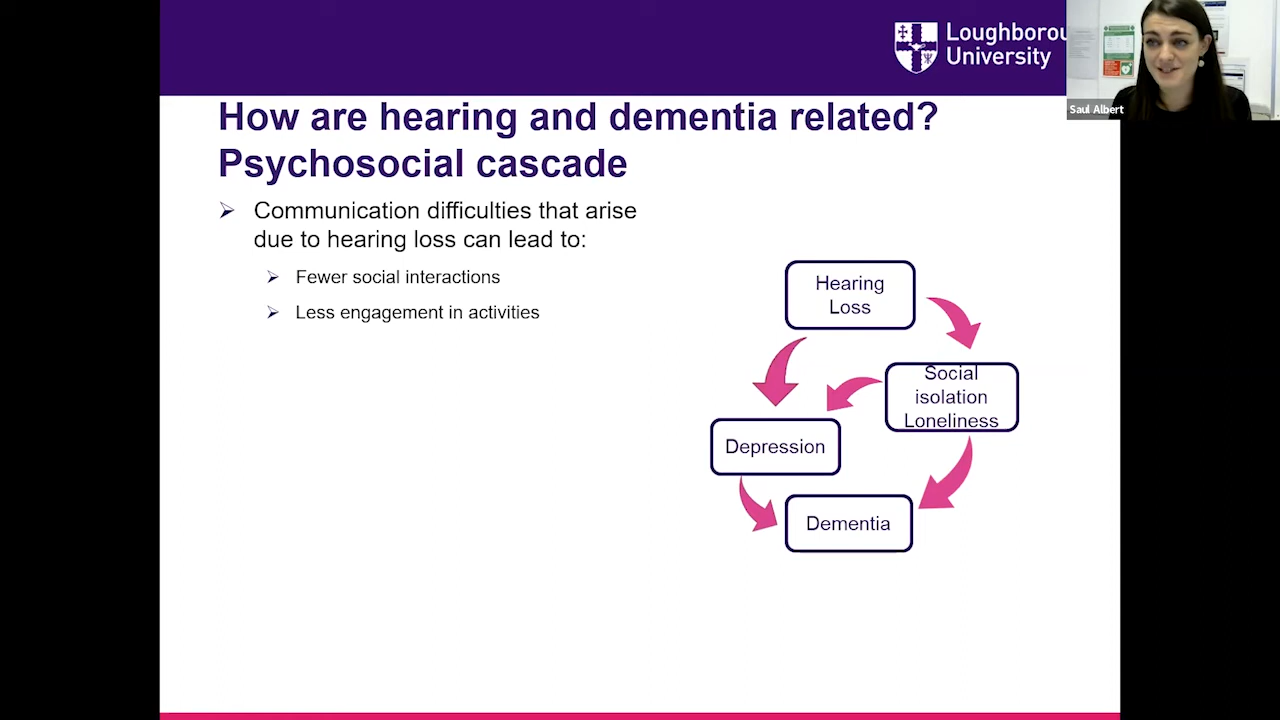 Loughborou
University
Saul Albert
How are hearing and dementia related?
Psychosocial cascade
➢ Communication difficulties that arise
due to hearing loss can lead to:
➢ Fewer social interactions
➢ Less engagement in activities
Hearing
Loss
Social
isolation
Loneliness
Depression
Dementia